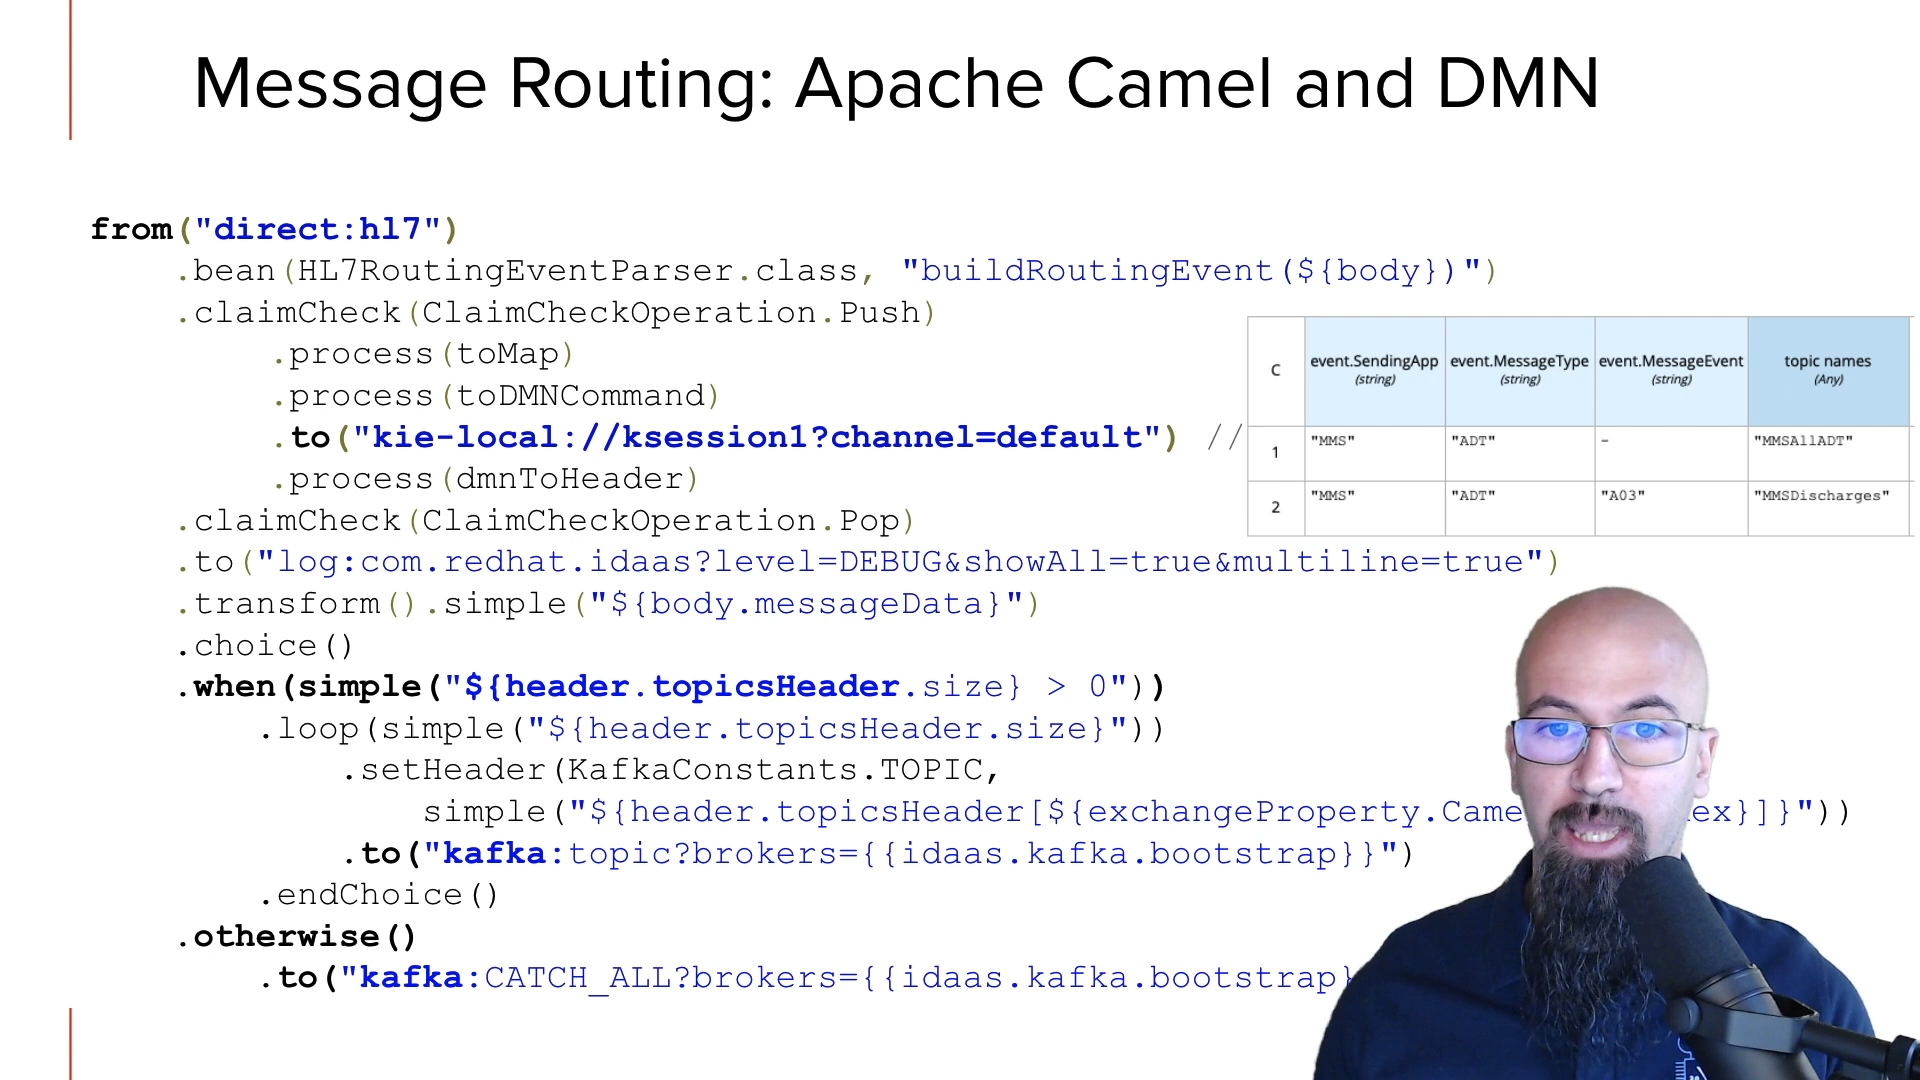 Message Routing: Apache Camel and DMN
from("direct:hl7")
.bean(HL7RoutingEventParser.class, "buildRoutingEvent(${body})")
.claimCheck(ClaimCheckOperation.Push)
.process(toMap)
.process(toDMNCommand)
.to("kie-local://ksession1?channel=default") //
.process(dmnToHeader)
.claimCheck(ClaimCheckOperation.Pop)
.to("log:com.redhat.idaas?level=DEBUG&showAll=true&multiline=true")
.transform().simple("${body.messageData}")
.choice()
.when(simple("${header.topicsHeader.size} > 0"))
.loop(simple("${header.topicsHeader.size}"))
.setHeader(KafkaConstants.TOPIC,
simple("${header.topicsHeader[${exchangeProperty.Came ex}]}"))
.to("kafka:topic?brokers={{idaas.kafka.bootstrap}}")
.endChoice()
.otherwise()
.to("kafka:CATCH_ALL?brokers={{idaas.kafka.bootstrap}
C event.SendingApp event.MessageType event.MessageEvent topic names
(string) (string) (string) (Any)
1 "MMS" "ADT" - "MMSAllADT"
2 "MMS" "ADT" "A03" "MMSDischarges"